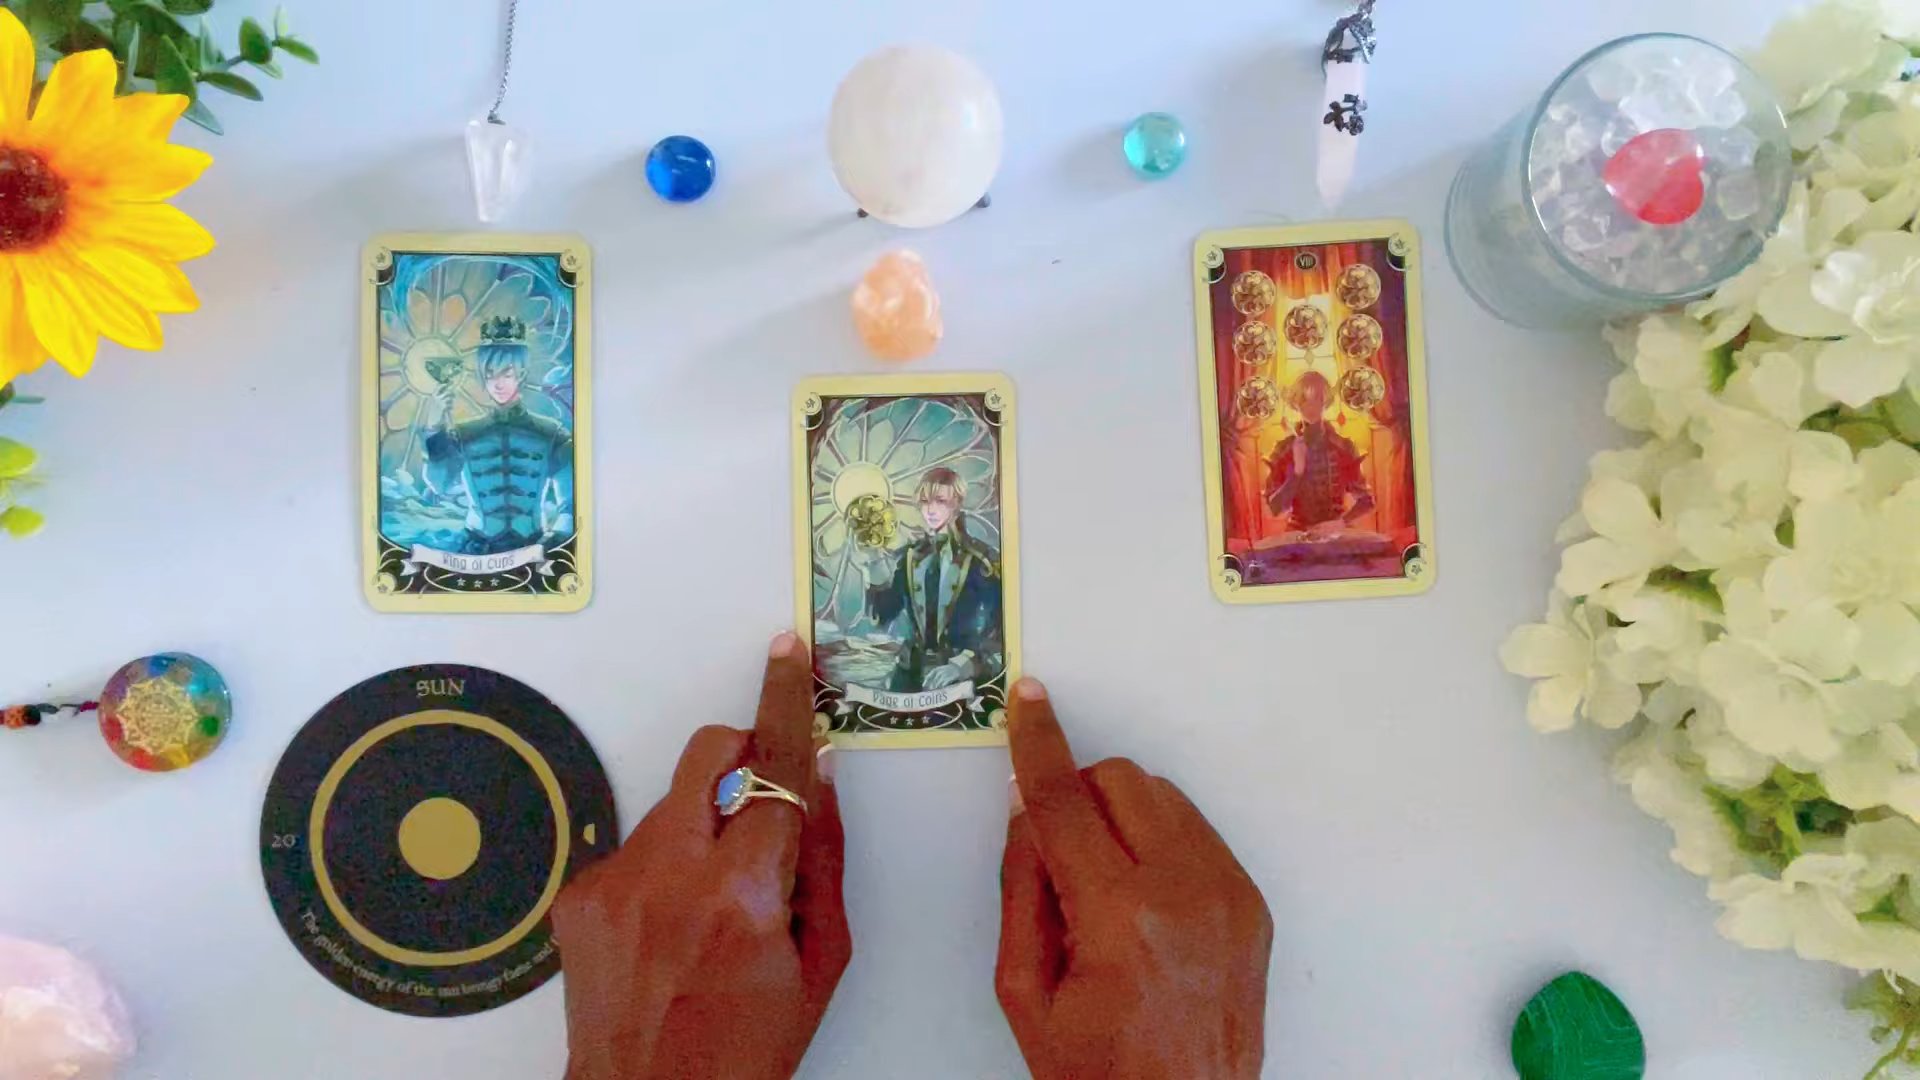 VIII
King of Cups
Page of Coins
SUN
20
The golden energy of the sun brings fame and